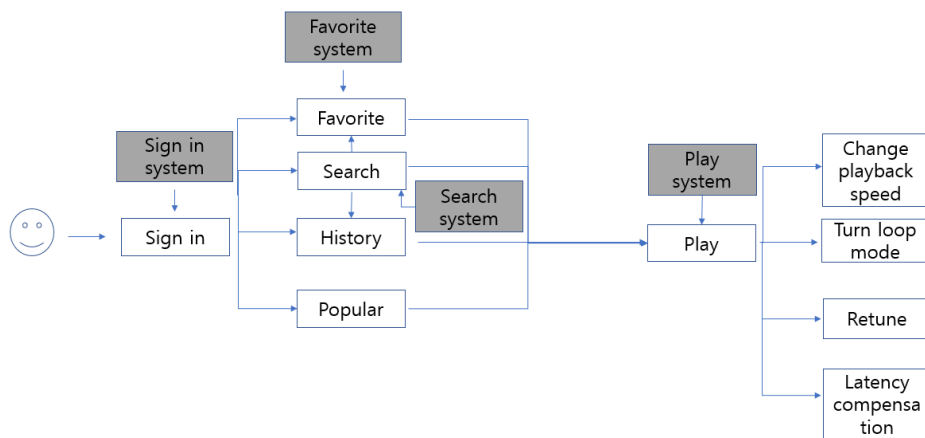 Favorite
system
Favorite
Sign in
system
Search
Play
system
Change
playback
speed
Search
system
Sign in
History
Play
Turn loop
mode
Popular
Retune
Latency
compensa
tion